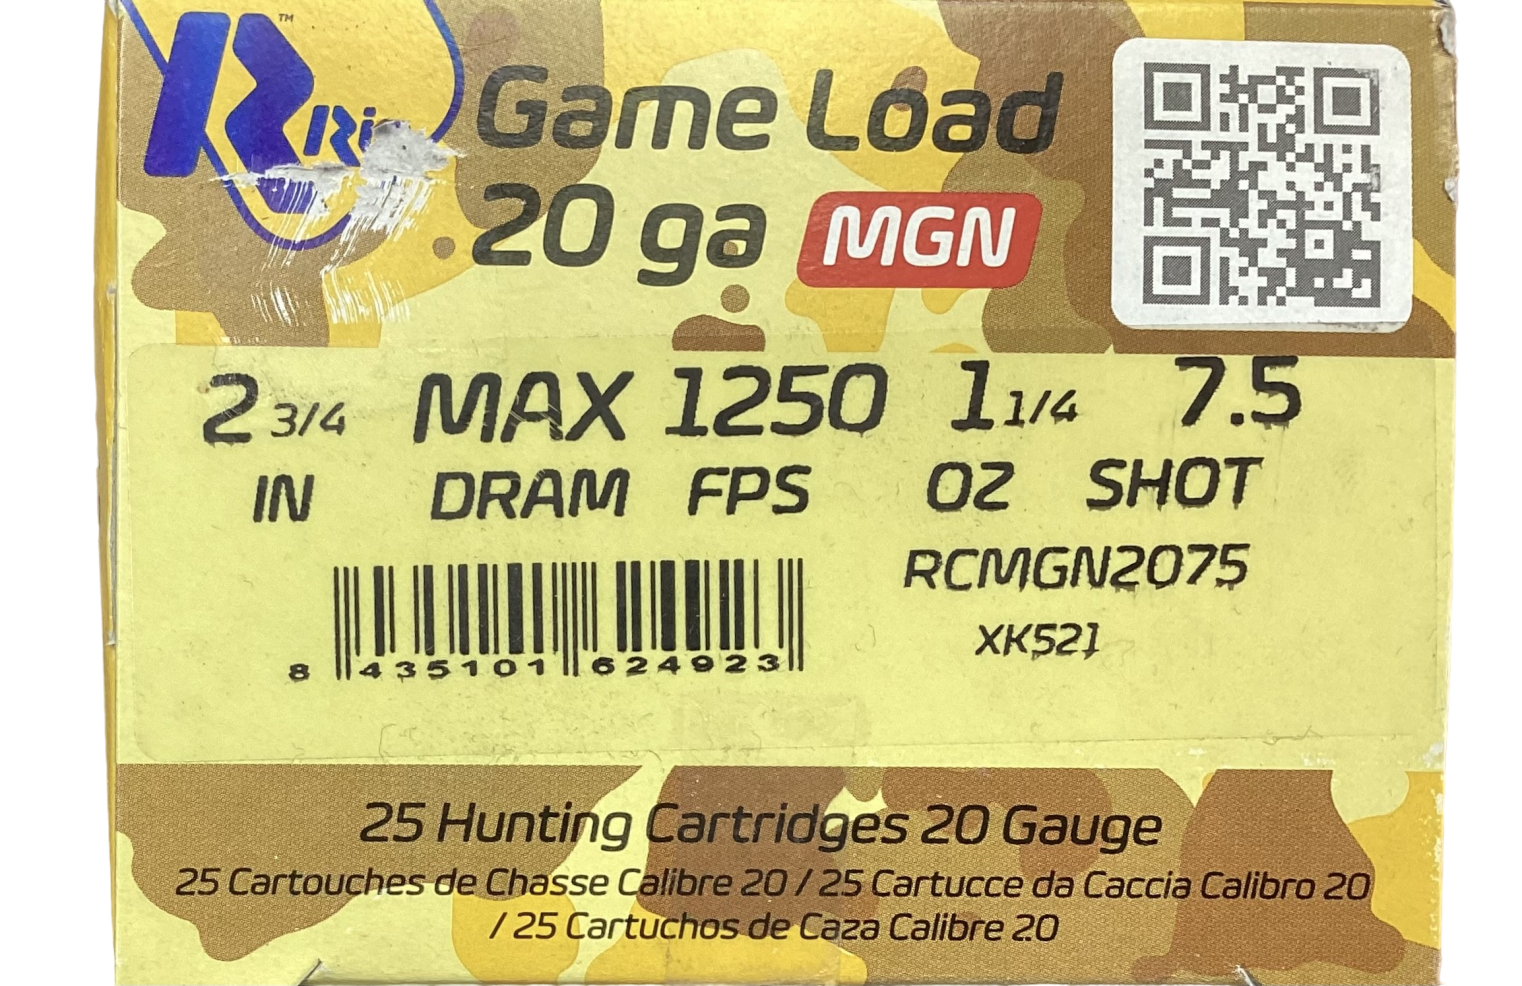 R™
Game Load
20 ga MGN
2 3/4 MAX 1250 1 1/4 7.5
IN DRAM FPS OZ SHOT
RCMGN2075
XK521
8 435101 624923
25 Hunting Cartridges 20 Gauge
25 Cartouches de Chasse Calibre 20 / 25 Cartucce da Caccia Calibro 20
/ 25 Cartuchos de Caza Calibre 20